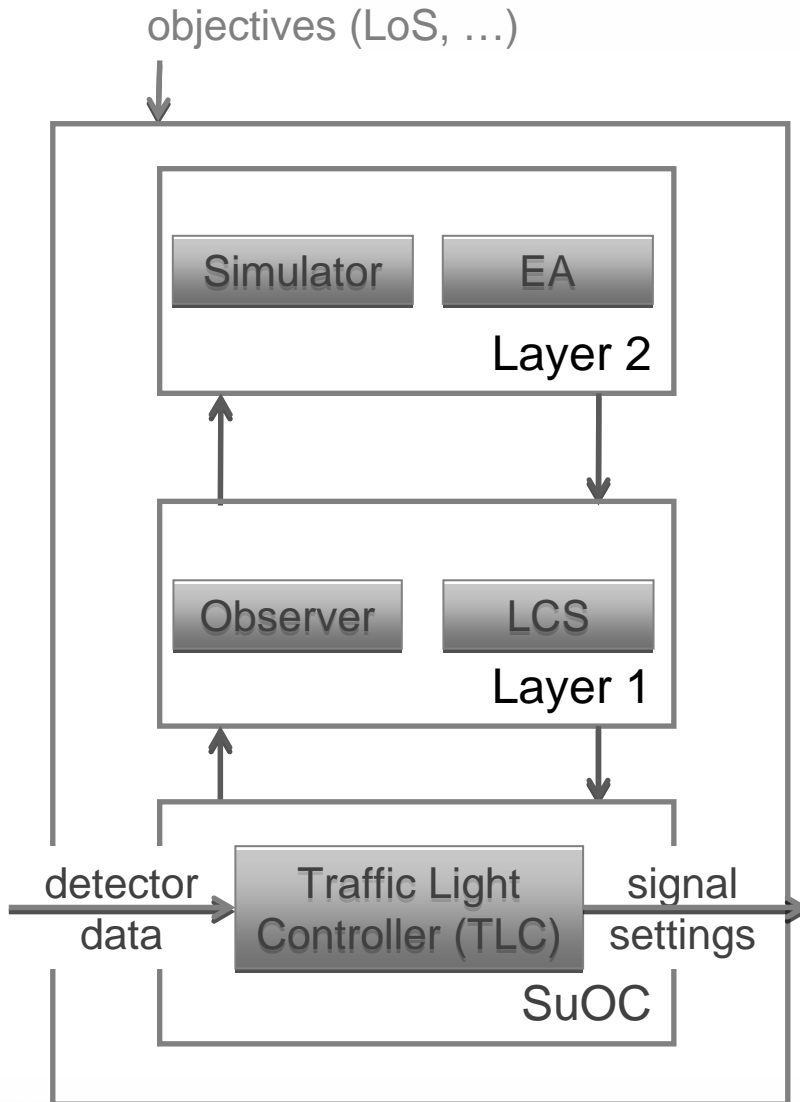 objectives (LoS, …)
Simulator
EA
Layer 2
Observer
LCS
Layer 1
detector
data
Traffic Light
Controller (TLC)
signal
settings
SuOC